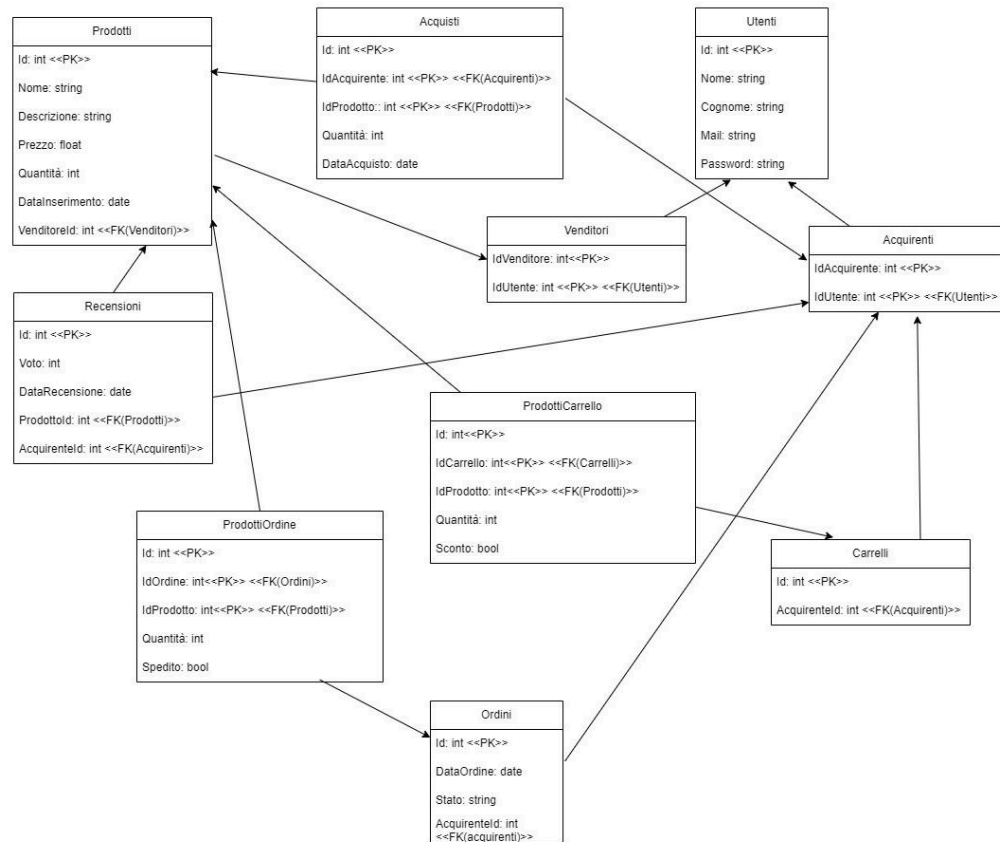 Prodotti
Id: int <<PK>>
Nome: string
Descrizione: string
Prezzo: float
Quantità: int
DataInserimento: date
VenditoreId: int <<FK(Venditori)>>
Acquisti
Id: int <<PK>>
IdAcquirente: int <<PK>> <<FK(Acquirenti)>>
IdProdotto:: int <<PK>> <<FK(Prodotti)>>
Quantità: int
DataAcquisto: date
Utenti
Id: int <<PK>>
Nome: string
Cognome: string
Mail: string
Password: string
Venditori
IdVenditore: int<<PK>>
IdUtente: int <<PK>> <<FK(Utenti)>>
Acquirenti
IdAcquirente: int <<PK>>
IdUtente: int <<PK>> <<FK(Utenti>>
Recensioni
Id: int <<PK>>
Voto: int
DataRecensione: date
ProdottoId: int <<FK(Prodotti)>>
AcquirenteId: int <<FK(Acquirenti)>>
ProdottiCarrello
Id: int<<PK>>
IdCarrello: int<<PK>> <<FK(Carrelli)>>
IdProdotto: int<<PK>> <<FK(Prodotti)>>
Quantità: int
Sconto: bool
ProdottiOrdine
Id: int <<PK>>
IdOrdine: int<<PK>> <<FK(Ordini)>>
IdProdotto: int<<PK>> <<FK(Prodotti)>>
Quantità: int
Spedito: bool
Carrelli
Id: int <<PK>>
AcquirenteId: int <<FK(Acquirenti)>>
Ordini
Id: int <<PK>>
DataOrdine: date
Stato: string
AcquirenteId: int
<<FK(acquirenti)>>